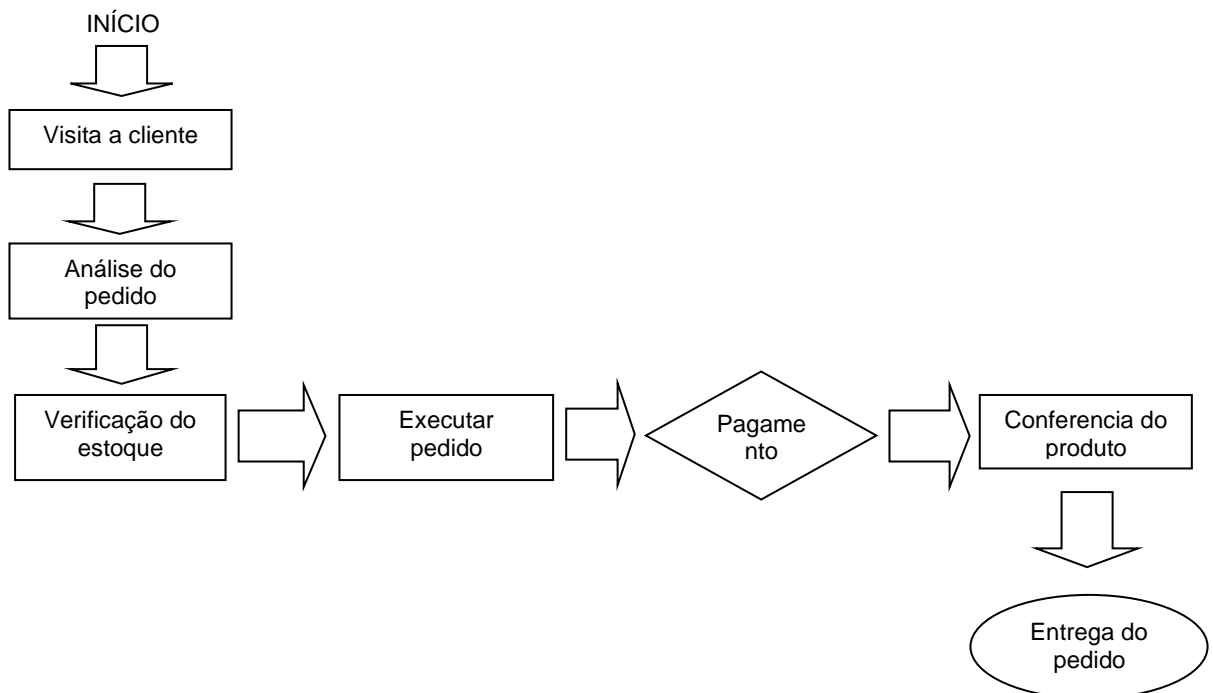 INÍCIO
Visita a cliente
Análise do
pedido
Verificação do
estoque
Executar
pedido
Pagame
nto
Conferencia do
produto
Entrega do
pedido